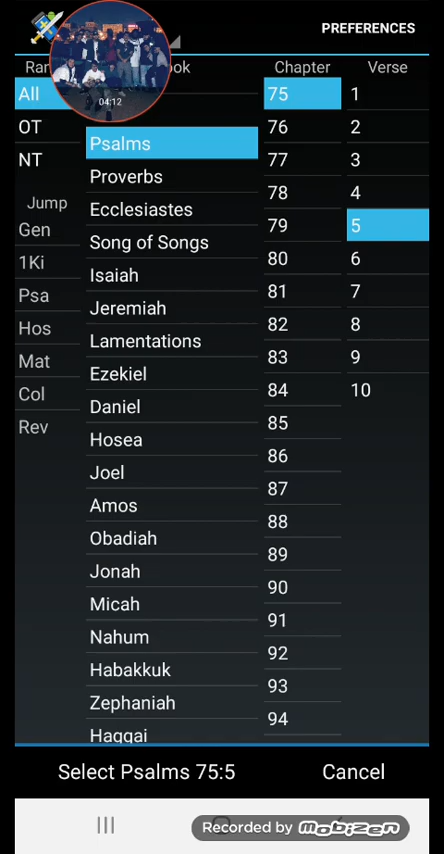 PREFERENCES
Ran ook Chapter Verse
04:12
All
OT
NT
Jump
Gen
1Ki
Psa
Hos
Mat
Col
Rev
Psalms
Proverbs
Ecclesiastes
Song of Songs
Isaiah
Jeremiah
Lamentations
Ezekiel
Daniel
Hosea
Joel
Amos
Obadiah
Jonah
Micah
Nahum
Habakkuk
Zephaniah
Haggai
75
76
77
78
79
80
81
82
83
84
85
86
87
88
89
90
91
92
93
94
1
2
3
4
5
6
7
8
9
10
Select Psalms 75:5 Cancel
Recorded by Mobizen